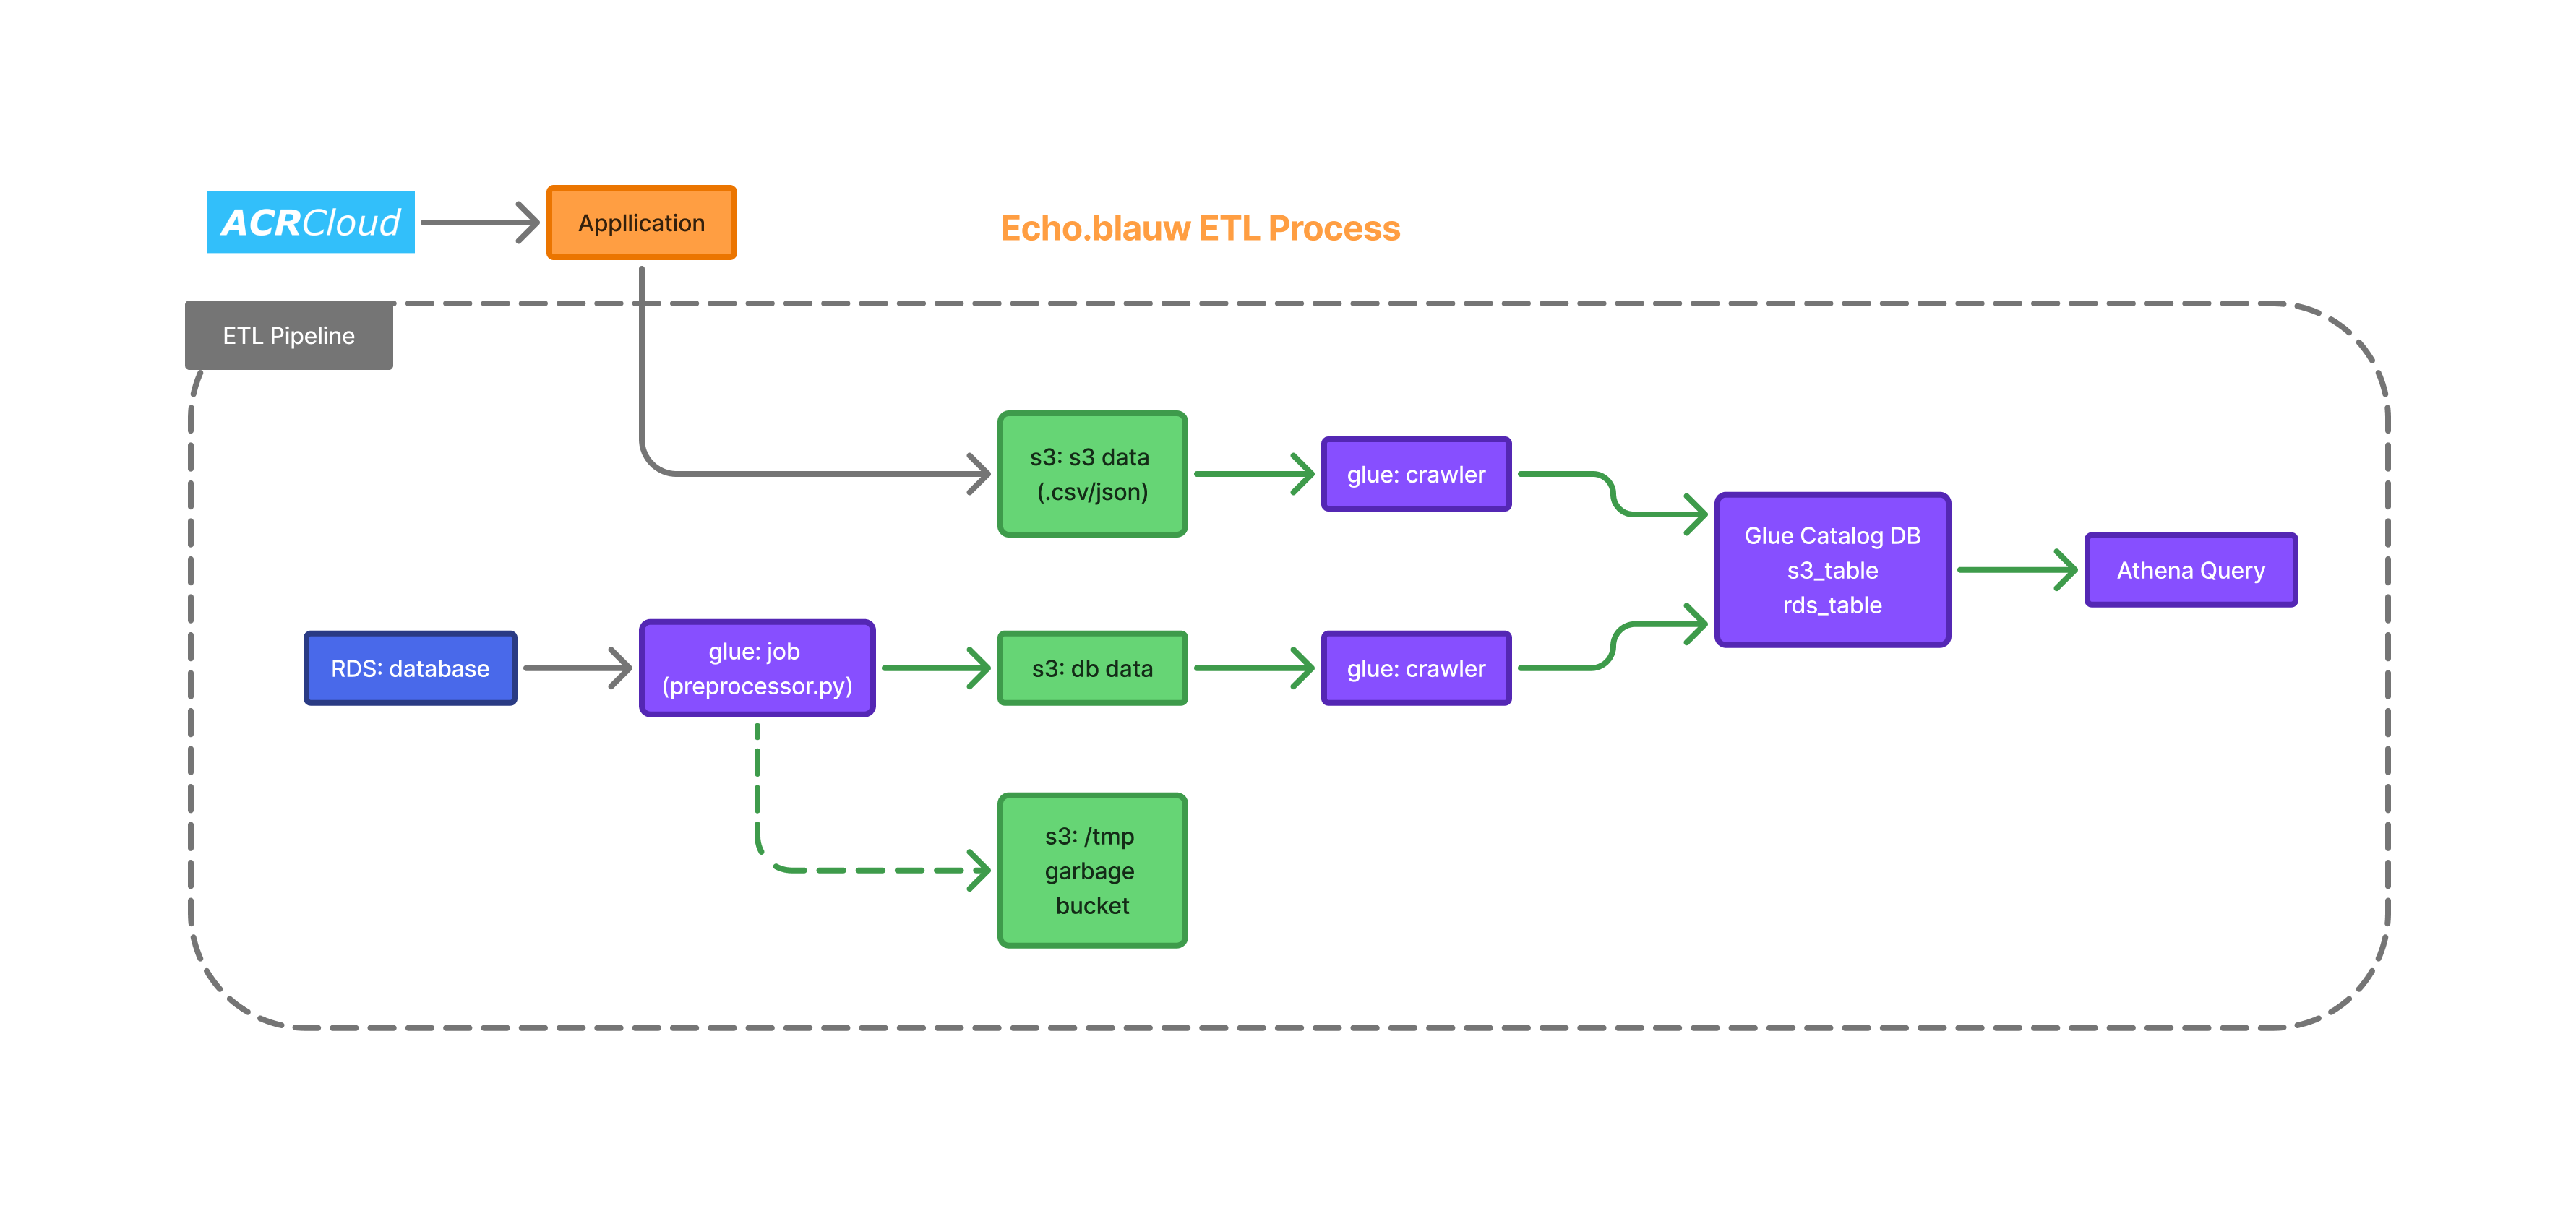 ACRCloud
Appllication
Echo.blauw ETL Process
ETL Pipeline
s3: s3 data
(.csv/json)
glue: crawler
Glue Catalog DB
s3_table
rds_table
Athena Query
RDS: database
glue: job
(preprocessor.py)
s3: db data
glue: crawler
s3: /tmp
garbage
bucket